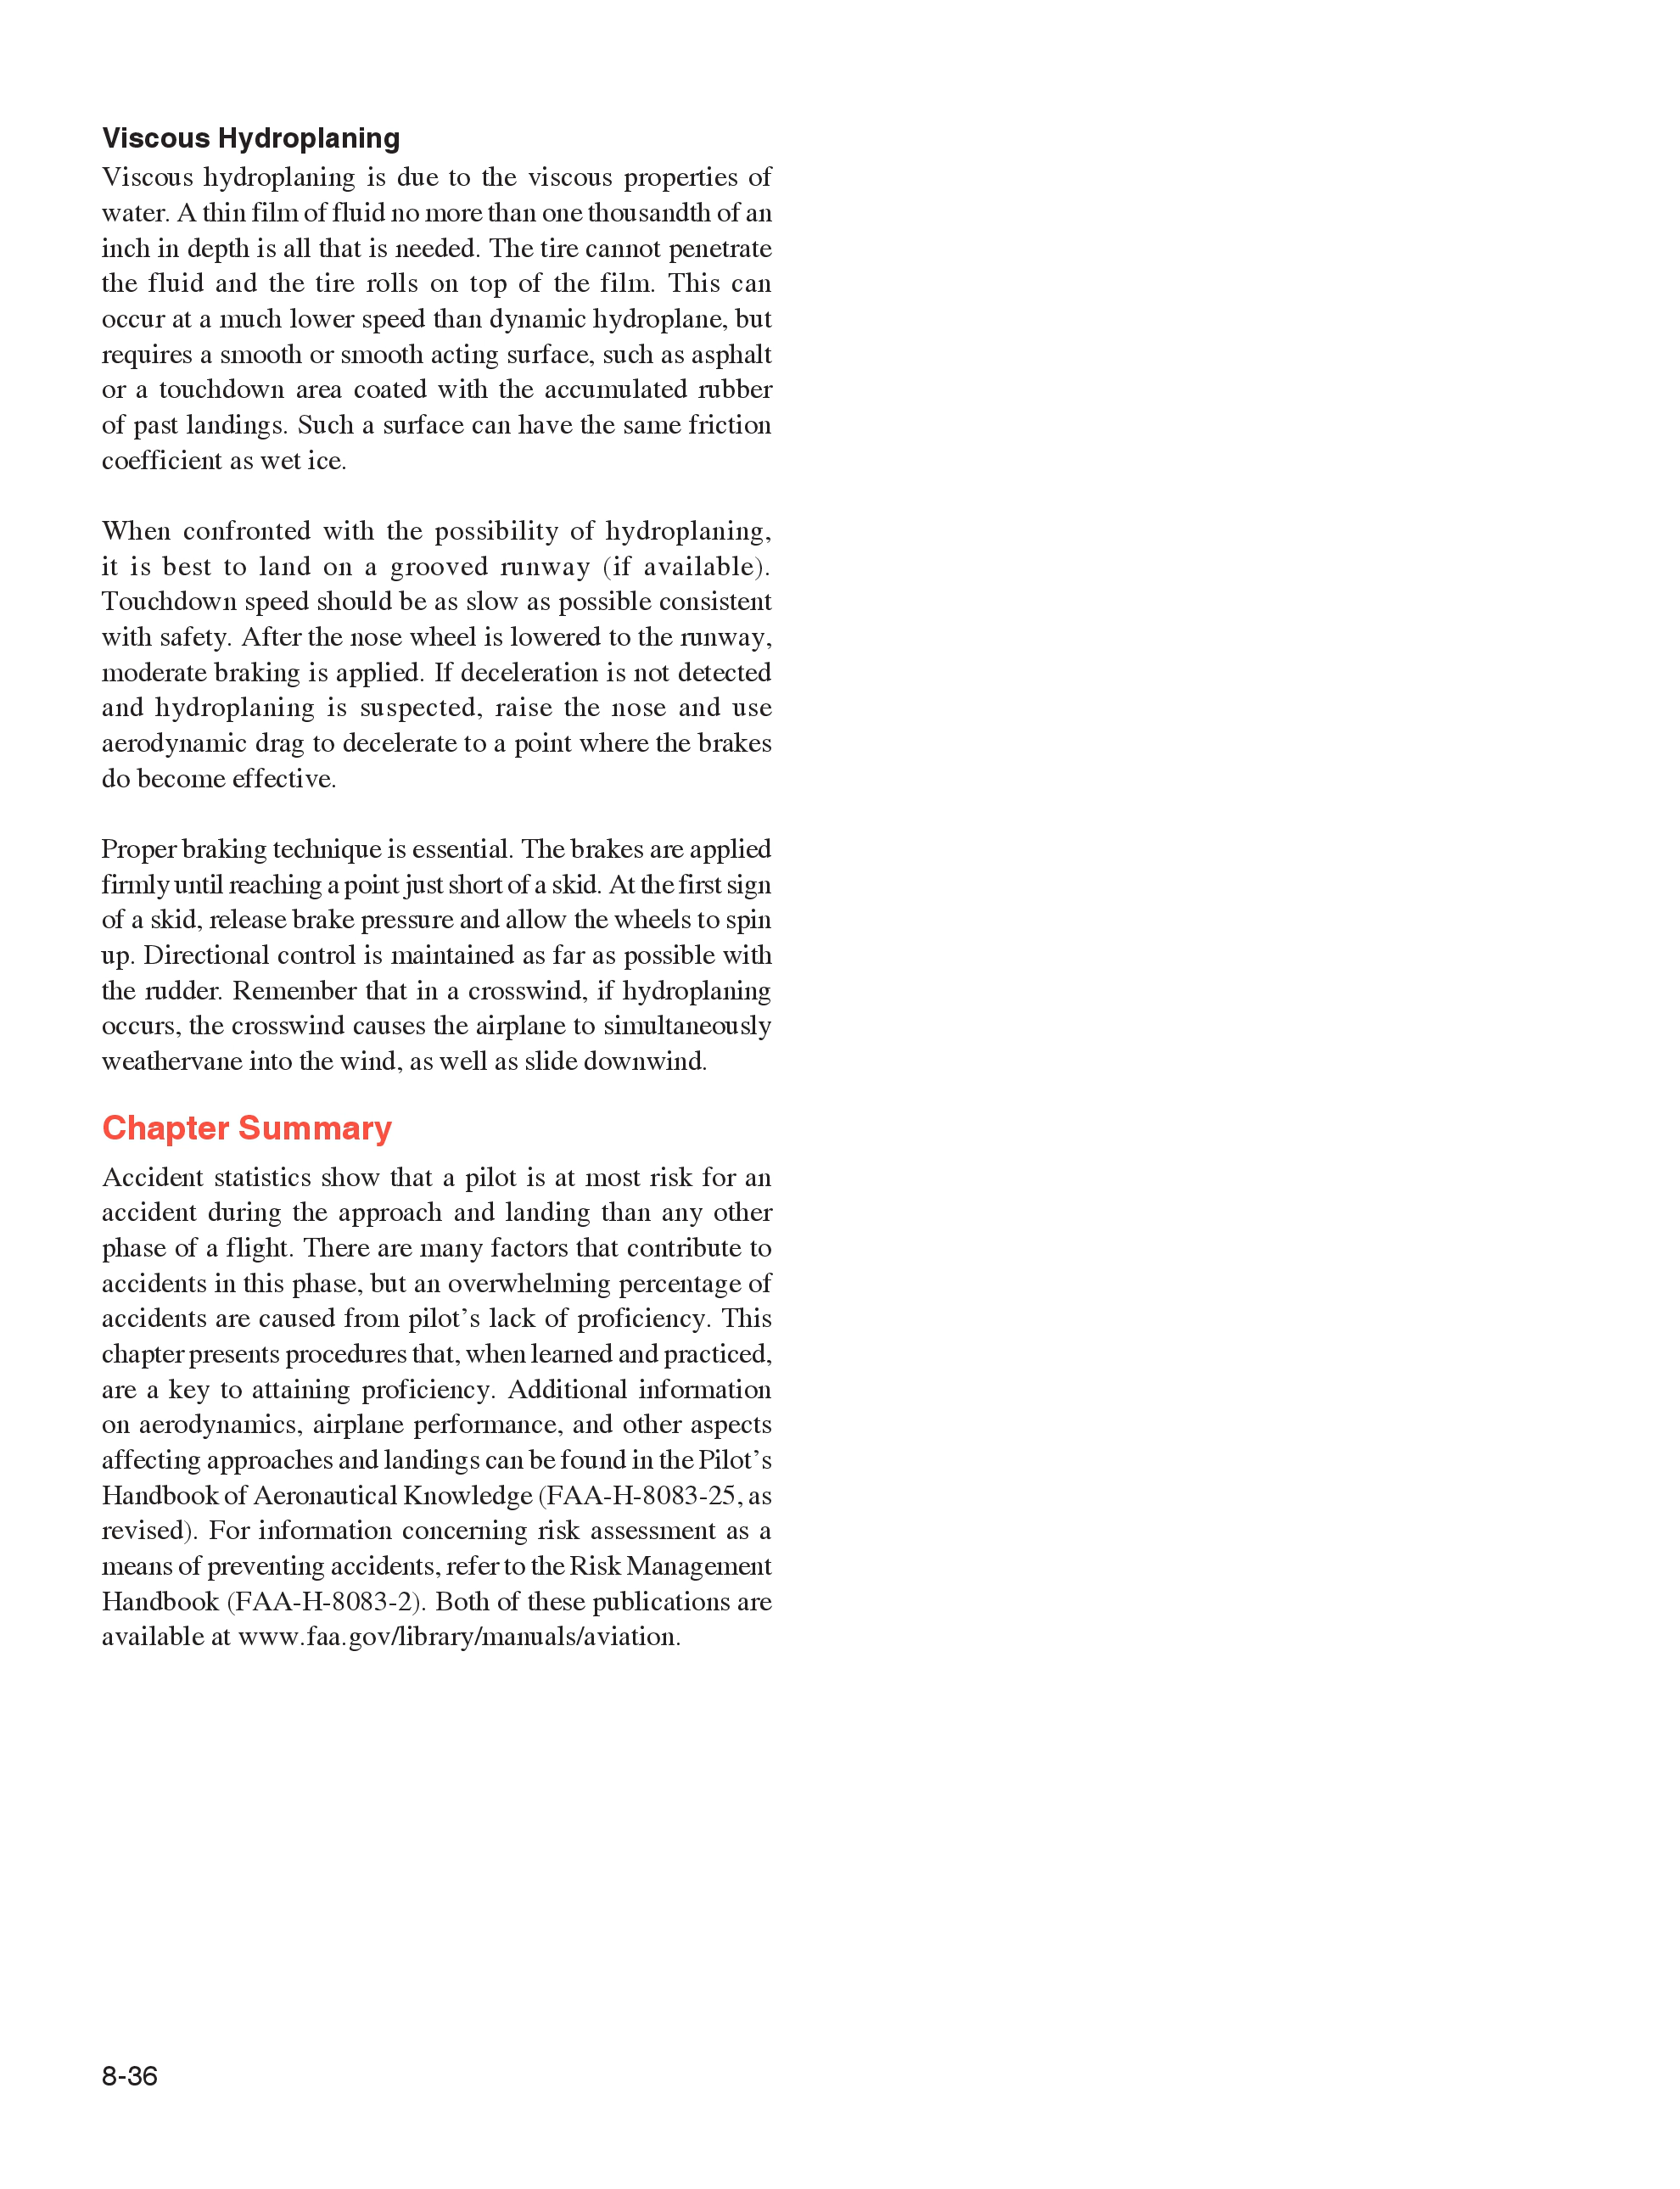 Viscous Hydroplaning
Viscous hydroplaning is due to the viscous properties of
water. A thin film of fluid no more than one thousandth of an
inch in depth is all that is needed. The tire cannot penetrate
the fluid and the tire rolls on top of the film. This can
occur at a much lower speed than dynamic hydroplane, but
requires a smooth or smooth acting surface, such as asphalt
or a touchdown area coated with the accumulated rubber
of past landings. Such a surface can have the same friction
coefficient as wet ice.
When confronted with the possibility of hydroplaning,
it is best to land on a grooved runway (if available).
Touchdown speed should be as slow as possible consistent
with safety. After the nose wheel is lowered to the runway,
moderate braking is applied. If deceleration is not detected
and hydroplaning is suspected, raise the nose and use
aerodynamic drag to decelerate to a point where the brakes
do become effective.
Proper braking technique is essential. The brakes are applied
firmly until reaching a point just short of a skid. At the first sign
of a skid, release brake pressure and allow the wheels to spin
up. Directional control is maintained as far as possible with
the rudder. Remember that in a crosswind, if hydroplaning
occurs, the crosswind causes the airplane to simultaneously
weathervane into the wind, as well as slide downwind.
Chapter Summary
Accident statistics show that a pilot is at most risk for an
accident during the approach and landing than any other
phase of a flight. There are many factors that contribute to
accidents in this phase, but an overwhelming percentage of
accidents are caused from pilot’s lack of proficiency. This
chapter presents procedures that, when learned and practiced,
are a key to attaining proficiency. Additional information
on aerodynamics, airplane performance, and other aspects
affecting approaches and landings can be found in the Pilot’s
Handbook of Aeronautical Knowledge (FAA-H-8083-25, as
revised). For information concerning risk assessment as a
means of preventing accidents, refer to the Risk Management
Handbook (FAA-H-8083-2). Both of these publications are
available at www.faa.gov/library/manuals/aviation.
8-36